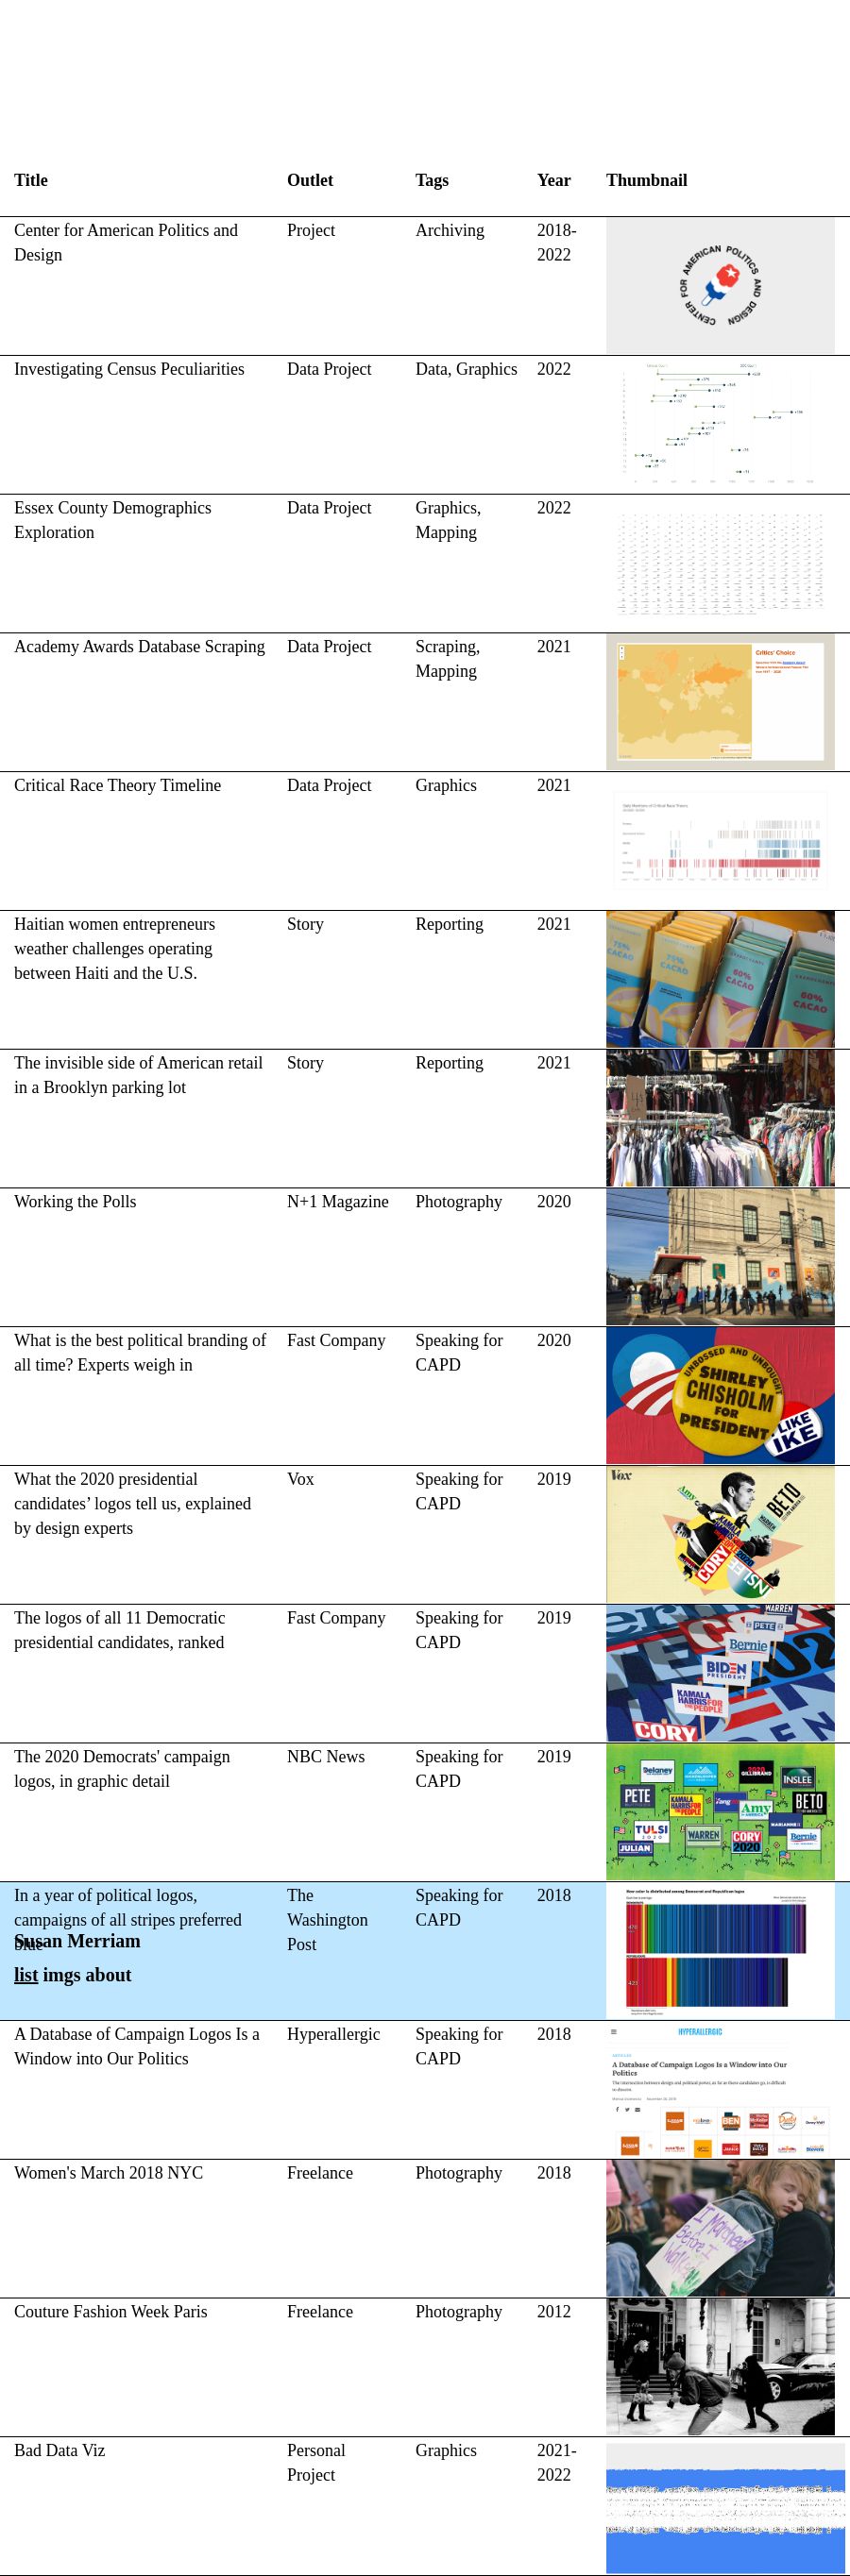 Title Outlet Tags Year Thumbnail
Center for American Politics and Project Archiving 2018-
Design 2022
CENTER FOR AMERICAN POLITICS AND DESIGN
Investigating Census Peculiarities Data Project Data, Graphics 2022
Essex County Demographics Data Project Graphics, 2022
Exploration Mapping
Academy Awards Database Scraping Data Project Scraping, 2021
Mapping
Critics' Choice
Critical Race Theory Timeline Data Project Graphics 2021
Haitian women entrepreneurs Story Reporting 2021
weather challenges operating
between Haiti and the U.S.
75%
CACAO
75%
CACAO
60%
CACAO
60%
CACAO
The invisible side of American retail Story Reporting 2021
in a Brooklyn parking lot
Working the Polls N+1 Magazine Photography 2020
What is the best political branding of Fast Company Speaking for 2020
all time? Experts weigh in CAPD
UNBOSSED AND UNBOUGHT
SHIRLEY
CHISHOLM
FOR
PRESIDENT
I LIKE
IKE
What the 2020 presidential Vox Speaking for 2019
candidates’ logos tell us, explained CAPD
by design experts
Vox
Amy
BETO
WARREN
KAMALA
CORY
INSLEE
The logos of all 11 Democratic Fast Company Speaking for 2019
presidential candidates, ranked CAPD
WARREN
PETE
Bernie
BIDEN
PRESIDENT
KAMALA
HARRIS FOR
THE PEOPLE
CORY
The 2020 Democrats' campaign NBC News Speaking for 2019
logos, in graphic detail CAPD
Delaney
2020
GILLIBRAND
INSLEE
PETE
KAMALA
HARRIS FOR
THE PEOPLE
Yang
Amy
BETO
MARIANNE
TULSI
2020
WARREN
CORY
2020
Bernie
JULIAN
In a year of political logos, The Speaking for 2018
campaigns of all stripes preferred Washington CAPD
blue Post
Susan Merriam
list imgs about
A Database of Campaign Logos Is a Hyperallergic Speaking for 2018
Window into Our Politics CAPD
HYPERALLERGIC
A Database of Campaign Logos Is a Window into Our
Politics
BEN
Women's March 2018 NYC Freelance Photography 2018
I Marched
Before I
Walked
Couture Fashion Week Paris Freelance Photography 2012
Bad Data Viz Personal Graphics 2021-
Project 2022